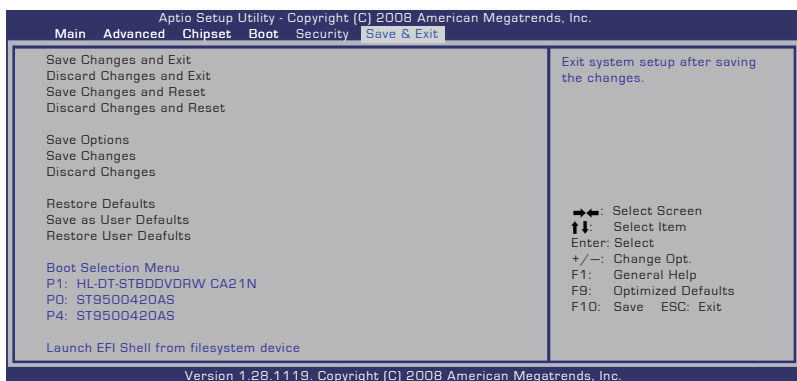 Aptio Setup Utility - Copyright (C) 2008 American Megatrends, Inc.
Main Advanced Chipset Boot Security Save & Exit
Save Changes and Exit
Discard Changes and Exit
Save Changes and Reset
Discard Changes and Reset
Save Options
Save Changes
Discard Changes
Restore Defaults
Save as User Defaults
Restore User Deafults
Boot Selection Menu
P1: HL-DT-STBDDVDRW CA21N
P0: ST9500420AS
P4: ST9500420AS
Launch EFI Shell from filesystem device
Exit system setup after saving
the changes.
→←: Select Screen
↑↓: Select Item
Enter: Select
+/—: Change Opt.
F1: General Help
F9: Optimized Defaults
F10: Save ESC: Exit
Version 1.28.1119. Copyright (C) 2008 American Megatrends, Inc.